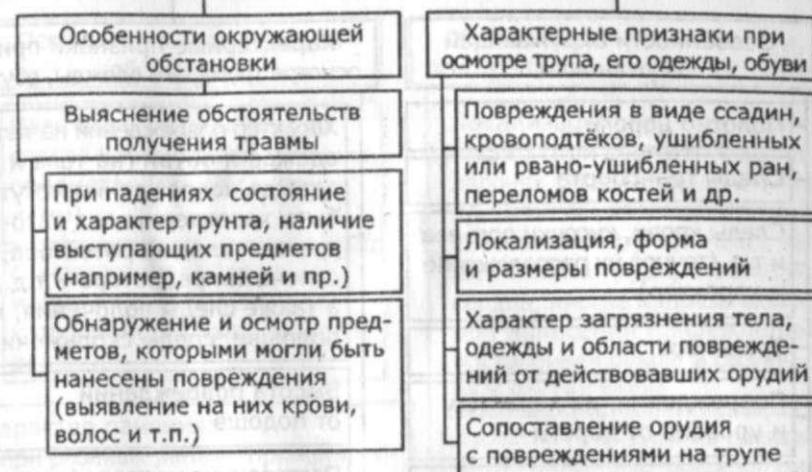 Особенности окружающей
обстановки
Выяснение обстоятельств
получения травмы
При падениях состояние
и характер грунта, наличие
выступающих предметов
(например, камней и пр.)
Обнаружение и осмотр пред-
метов, которыми могли быть
нанесены повреждения
(выявление на них крови,
волос и т.п.)
Характерные признаки при
осмотре трупа, его одежды, обуви
Повреждения в виде ссадин,
кровоподтёков, ушибленных
или рвано-ушибленных ран,
переломов костей и др.
Локализация, форма
и размеры повреждений
Характер загрязнения тела,
одежды и области поврежде-
ний от действовавших орудий
Сопоставление орудия
с повреждениями на трупе